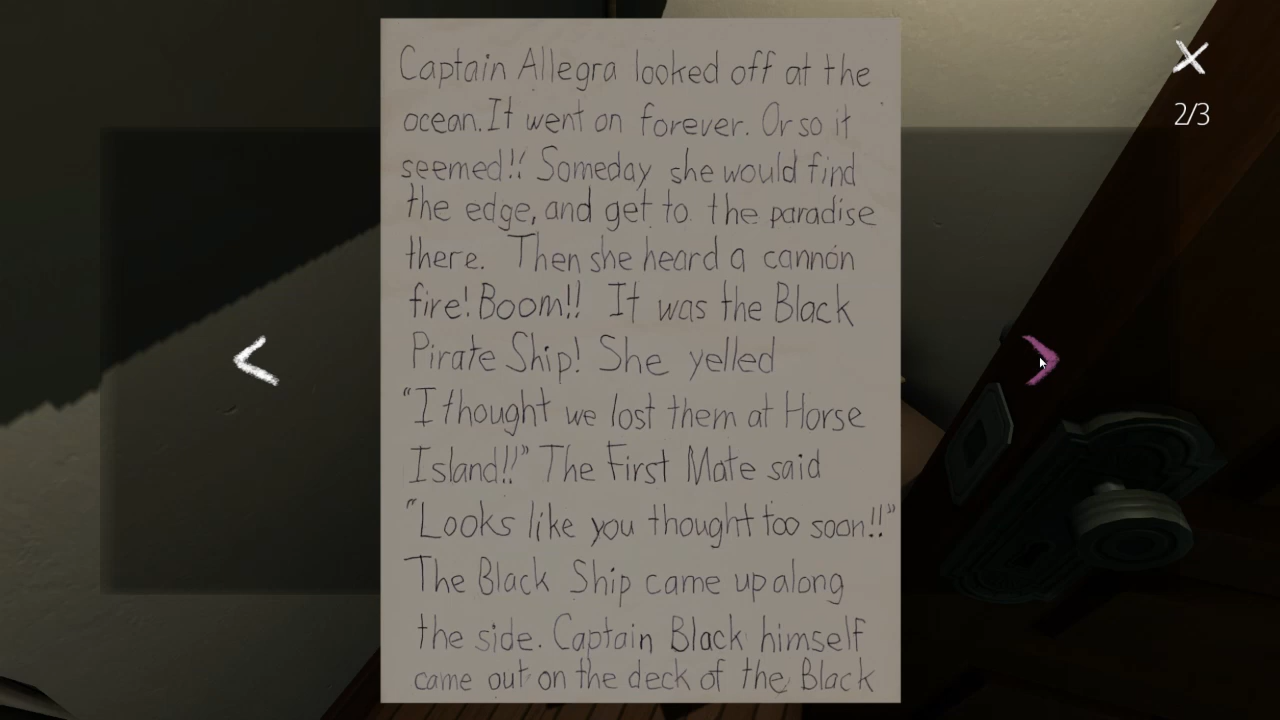 Captain Allegra looked off at the
ocean. It went on forever. Or so it
seemed!! Someday she would find
the edge, and get to the paradise
there. Then she heard a cannon
fire! Boom!! It was the Black
Pirate Ship! She yelled
"I thought we lost them at Horse
Island!!" The First Mate said
"Looks like you thought too soon!!"
The Black Ship came up along
the side. Captain Black himself
came out on the deck of the Black
2/3